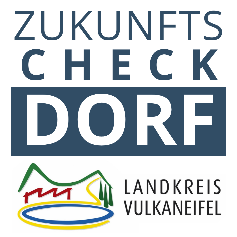 ZUKUNFTS
CHECK
DORF
LANDKREIS
VULKANEIFEL